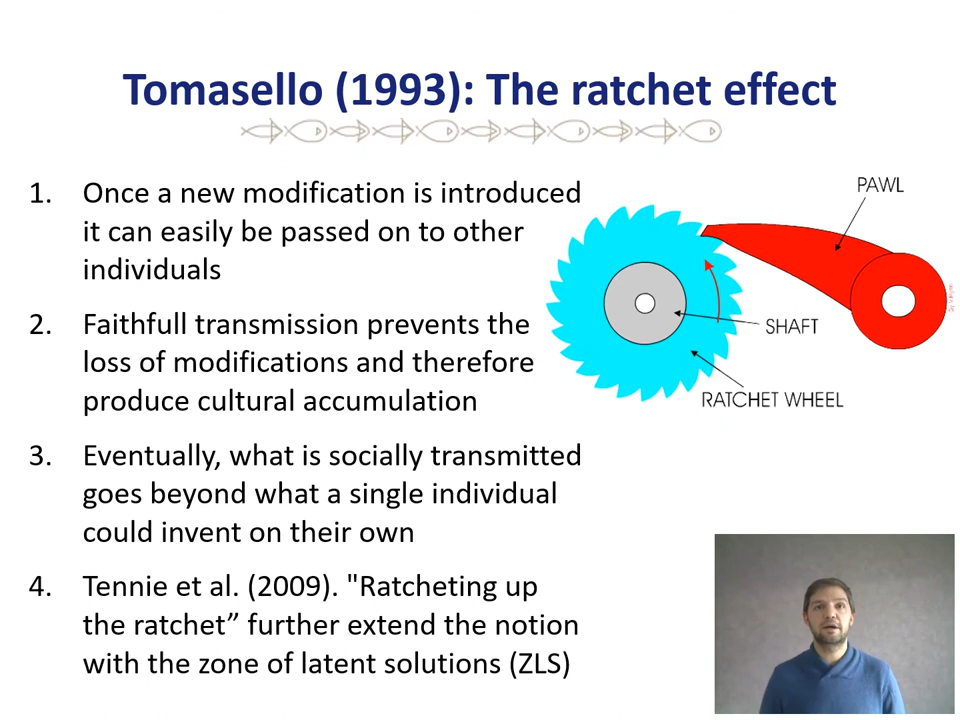 Tomasello (1993): The ratchet effect
1. Once a new modification is introduced
it can easily be passed on to other
individuals
2. Faithfull transmission prevents the
loss of modifications and therefore
produce cultural accumulation
3. Eventually, what is socially transmitted
goes beyond what a single individual
could invent on their own
4. Tennie et al. (2009). "Ratcheting up
the ratchet” further extend the notion
with the zone of latent solutions (ZLS)
PAWL
SHAFT
RATCHET WHEEL